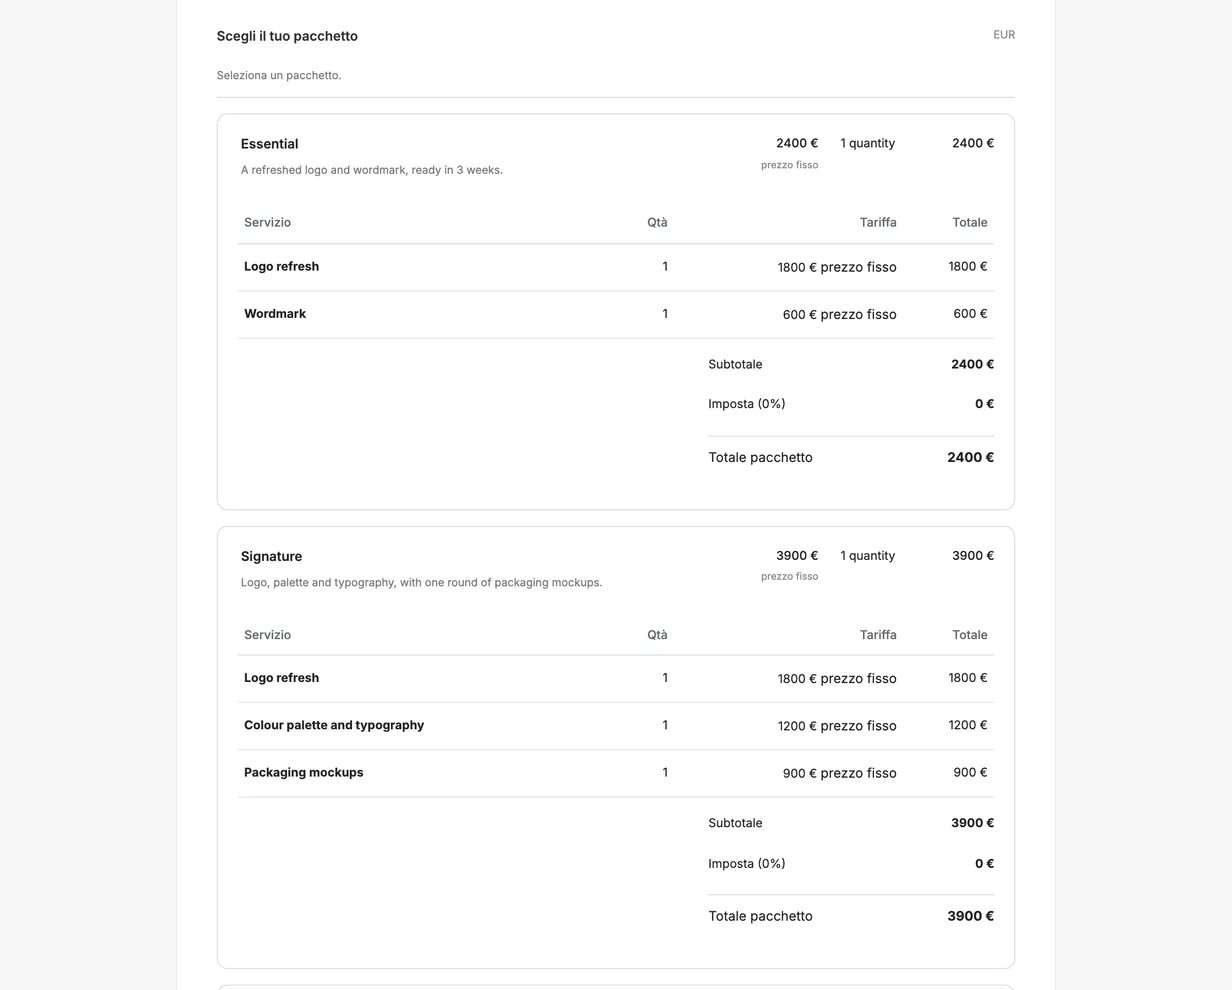 Scegli il tuo pacchetto EUR
Seleziona un pacchetto.
Essential 2400 € 1 quantity 2400 €
prezzo fisso
A refreshed logo and wordmark, ready in 3 weeks.
Servizio Qtà Tariffa Totale
Logo refresh 1 1800 € prezzo fisso 1800 €
Wordmark 1 600 € prezzo fisso 600 €
Subtotale 2400 €
Imposta (0%) 0 €
Totale pacchetto 2400 €
Signature 3900 € 1 quantity 3900 €
prezzo fisso
Logo, palette and typography, with one round of packaging mockups.
Servizio Qtà Tariffa Totale
Logo refresh 1 1800 € prezzo fisso 1800 €
Colour palette and typography 1 1200 € prezzo fisso 1200 €
Packaging mockups 1 900 € prezzo fisso 900 €
Subtotale 3900 €
Imposta (0%) 0 €
Totale pacchetto 3900 €